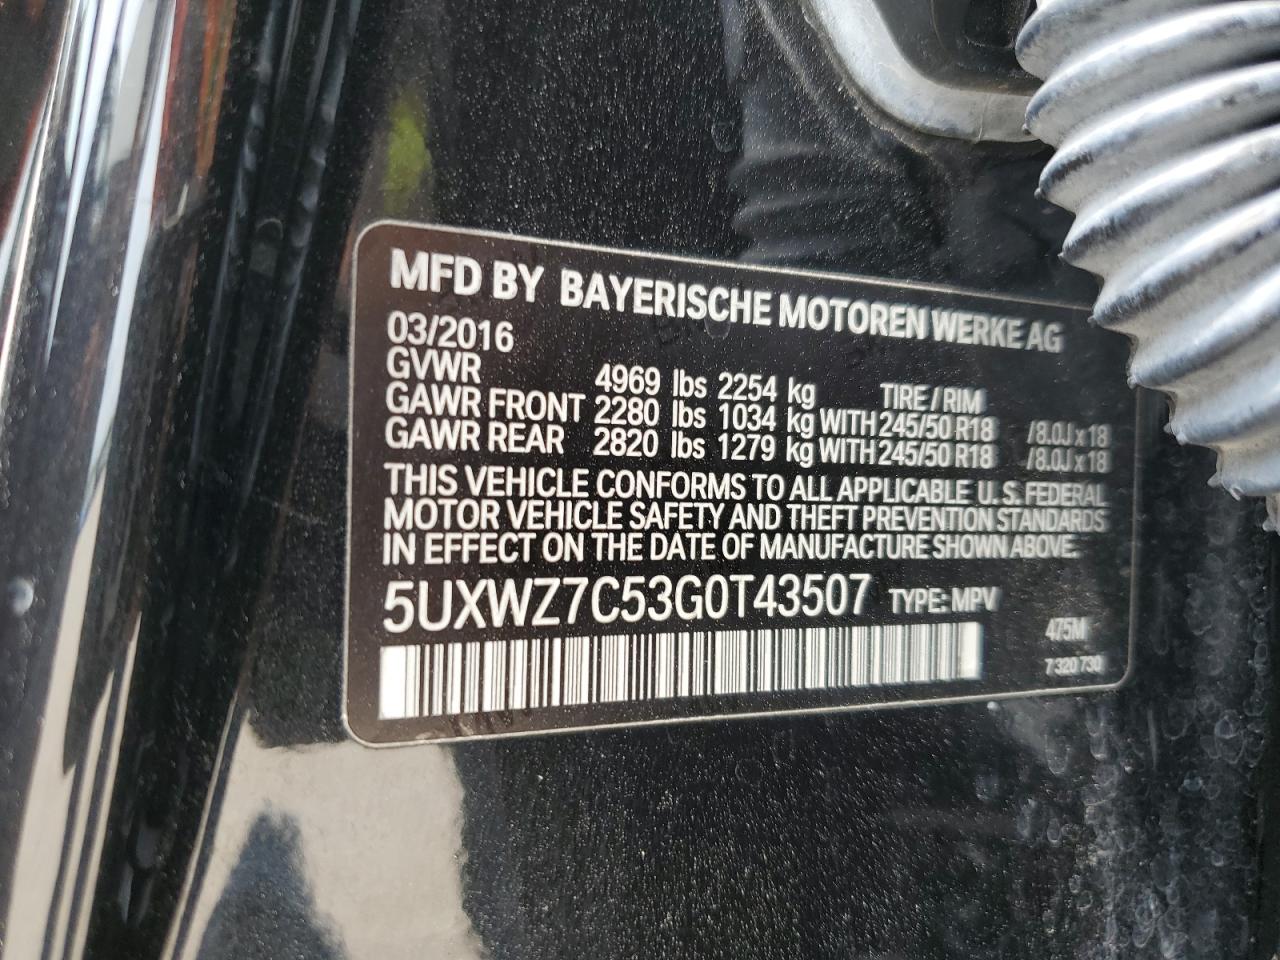 MFD BY BAYERISCHE MOTOREN WERKE AG
03/2016
GVWR 4969 lbs 2254 kg TIRE / RIM
GAWR FRONT 2280 lbs 1034 kg WITH 245/50 R18 /8.0J x 18
GAWR REAR 2820 lbs 1279 kg WITH 245/50 R18 /8.0J x 18
THIS VEHICLE CONFORMS TO ALL APPLICABLE U.S. FEDERAL
MOTOR VEHICLE SAFETY AND THEFT PREVENTION STANDARDS
IN EFFECT ON THE DATE OF MANUFACTURE SHOWN ABOVE.
5UXWZ7C53G0T43507 TYPE: MPV
475M
7 320 730